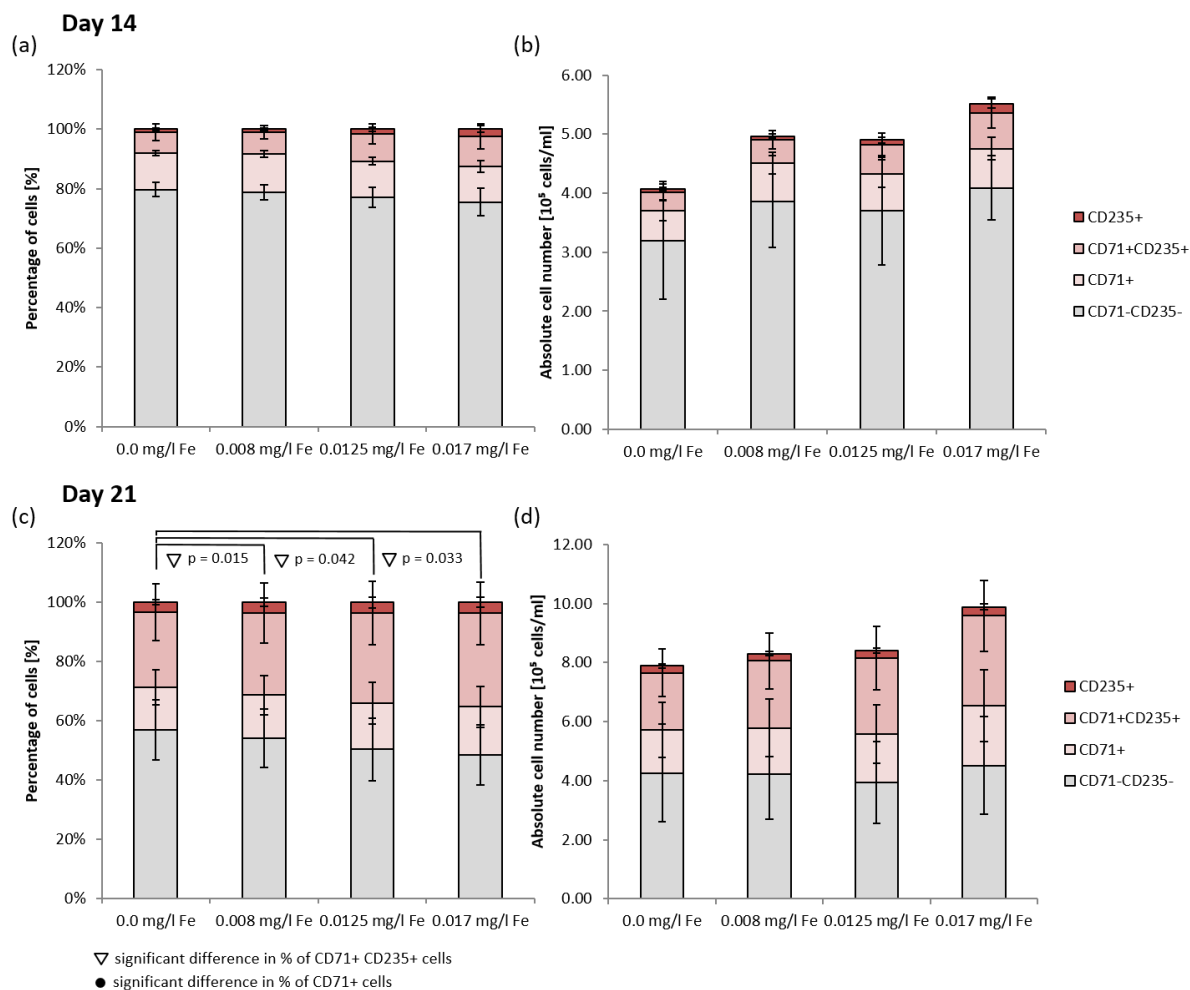 Day 14
(a)
(b)
120%
100%
80%
60%
40%
20%
0%
Percentage of cells [%]
0.0 mg/l Fe 0.008 mg/l Fe 0.0125 mg/l Fe 0.017 mg/l Fe
6.00
5.00
4.00
3.00
2.00
1.00
0.00
Absolute cell number [10⁵ cells/ml]
0.0 mg/l Fe 0.008 mg/l Fe 0.0125 mg/l Fe 0.017 mg/l Fe
CD235+
CD71+CD235+
CD71+
CD71-CD235-
Day 21
(c)
(d)
120%
100%
80%
60%
40%
20%
0%
Percentage of cells [%]
▽ p = 0.015 ▽ p = 0.042 ▽ p = 0.033
0.0 mg/l Fe 0.008 mg/l Fe 0.0125 mg/l Fe 0.017 mg/l Fe
12.00
10.00
8.00
6.00
4.00
2.00
0.00
Absolute cell number [10⁵ cells/ml]
0.0 mg/l Fe 0.008 mg/l Fe 0.0125 mg/l Fe 0.017 mg/l Fe
CD235+
CD71+CD235+
CD71+
CD71-CD235-
▽ significant difference in % of CD71+ CD235+ cells
● significant difference in % of CD71+ cells